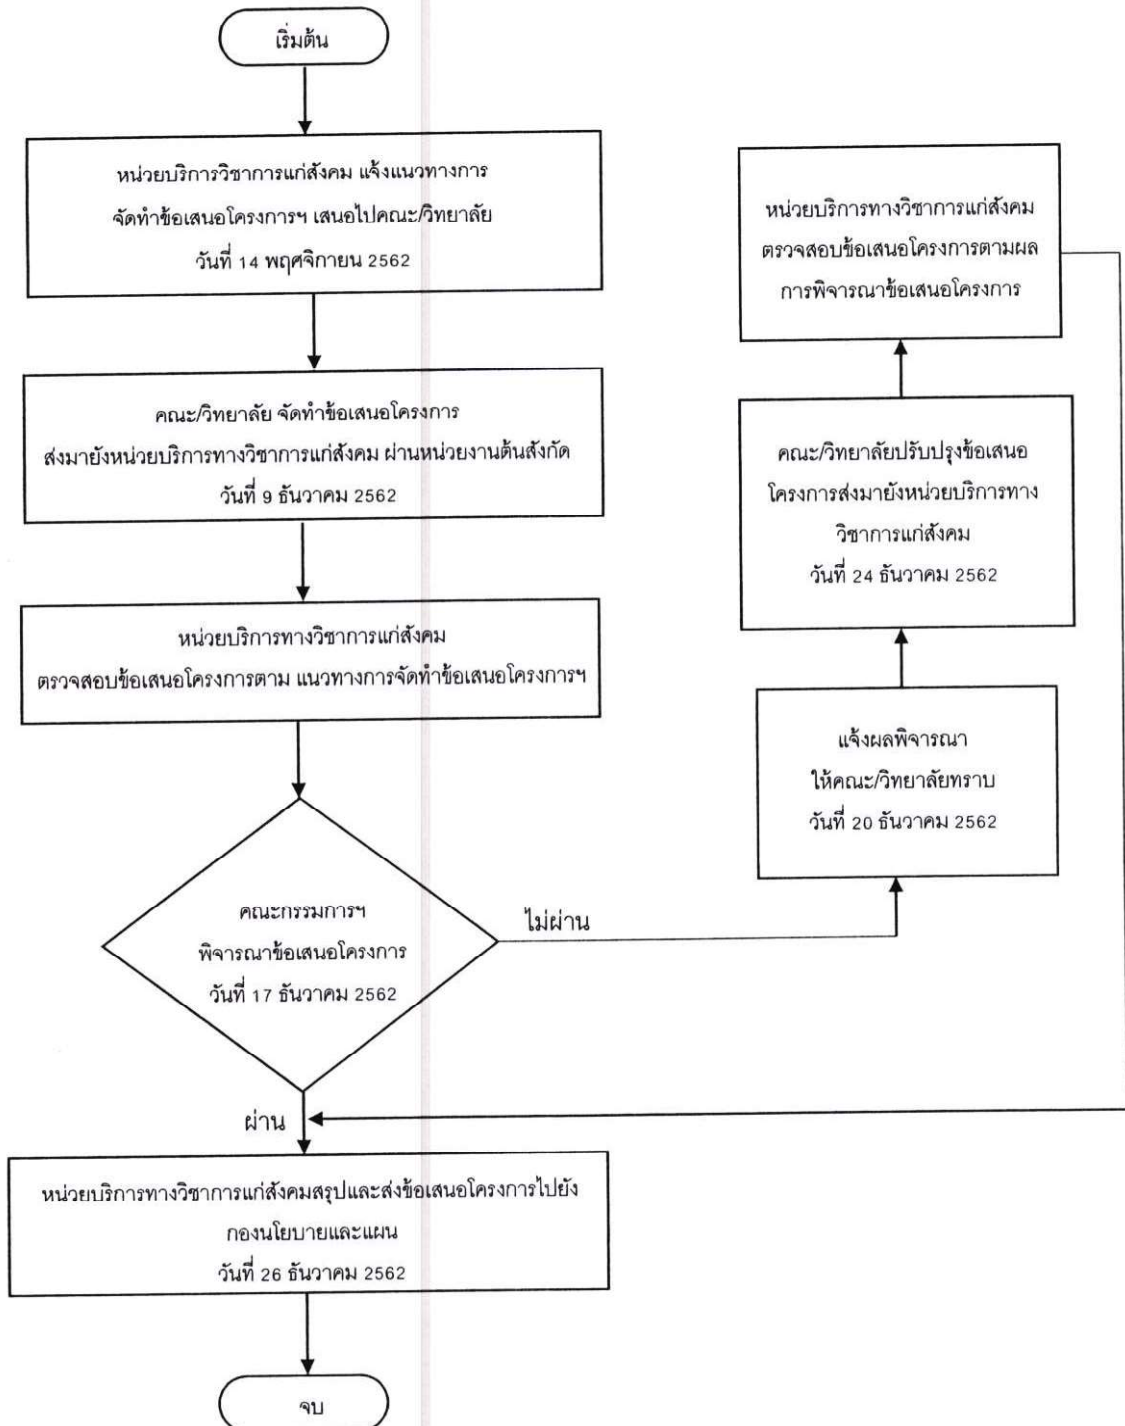 เริ่มต้น
หน่วยบริการวิชาการแก่สังคม แจ้งแนวทางการ
จัดทำข้อเสนอโครงการฯ เสนอไปคณะ/วิทยาลัย
วันที่ 14 พฤศจิกายน 2562
คณะ/วิทยาลัย จัดทำข้อเสนอโครงการ
ส่งมายังหน่วยบริการทางวิชาการแก่สังคม ผ่านหน่วยงานต้นสังกัด
วันที่ 9 ธันวาคม 2562
หน่วยบริการทางวิชาการแก่สังคม
ตรวจสอบข้อเสนอโครงการตาม แนวทางการจัดทำข้อเสนอโครงการฯ
คณะกรรมการฯ
พิจารณาข้อเสนอโครงการ
วันที่ 17 ธันวาคม 2562
ไม่ผ่าน
แจ้งผลพิจารณา
ให้คณะ/วิทยาลัยทราบ
วันที่ 20 ธันวาคม 2562
คณะ/วิทยาลัยปรับปรุงข้อเสนอ
โครงการส่งมายังหน่วยบริการทาง
วิชาการแก่สังคม
วันที่ 24 ธันวาคม 2562
หน่วยบริการทางวิชาการแก่สังคม
ตรวจสอบข้อเสนอโครงการตามผล
การพิจารณาข้อเสนอโครงการ
ผ่าน
หน่วยบริการทางวิชาการแก่สังคมสรุปและส่งข้อเสนอโครงการไปยัง
กองนโยบายและแผน
วันที่ 26 ธันวาคม 2562
จบ